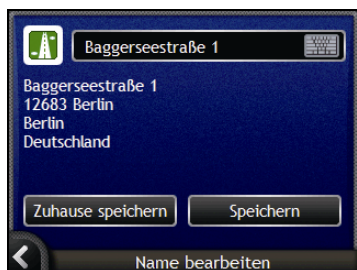 Baggerseestraße 1
Baggerseestraße 1
12683 Berlin
Berlin
Deutschland
Zuhause speichern Speichern
Name bearbeiten